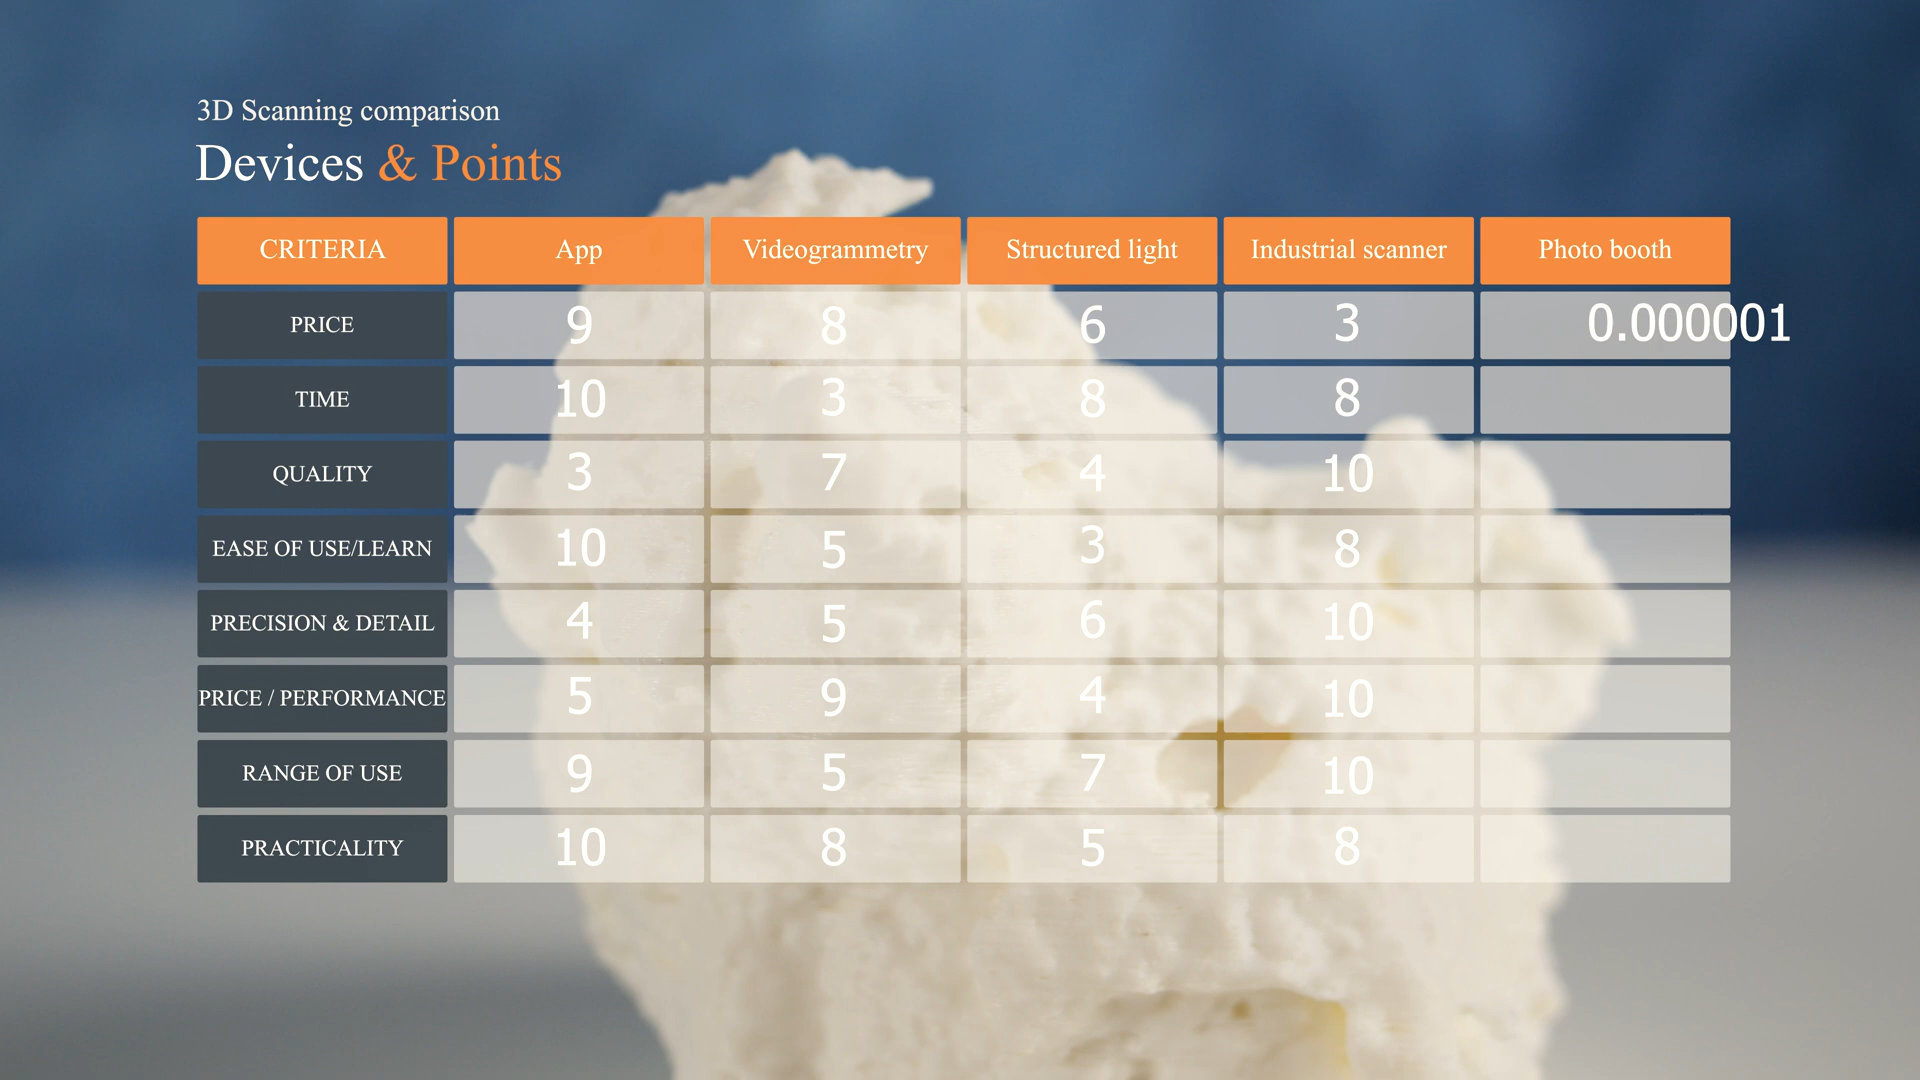 3D Scanning comparison
Devices & Points
CRITERIA App Videogrammetry Structured light Industrial scanner Photo booth
PRICE 9 8 6 3 0.000001
TIME 10 3 8 8
QUALITY 3 7 4 10
EASE OF USE/LEARN 10 5 3 8
PRECISION & DETAIL 4 5 6 10
PRICE / PERFORMANCE 5 9 4 10
RANGE OF USE 9 5 7 10
PRACTICALITY 10 8 5 8